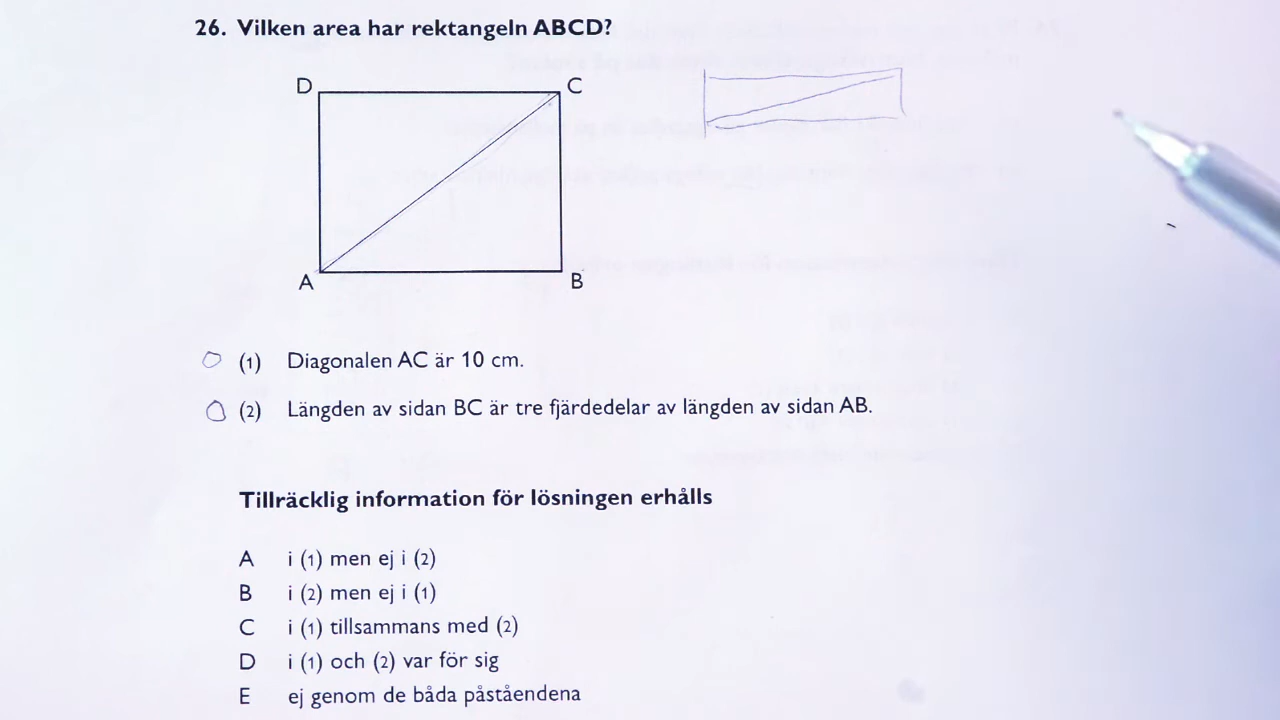 26. Vilken area har rektangeln ABCD?
D C
A B
(1) Diagonalen AC är 10 cm.
(2) Längden av sidan BC är tre fjärdedelar av längden av sidan AB.
Tillräcklig information för lösningen erhålls
A i (1) men ej i (2)
B i (2) men ej i (1)
C i (1) tillsammans med (2)
D i (1) och (2) var för sig
E ej genom de båda påståendena